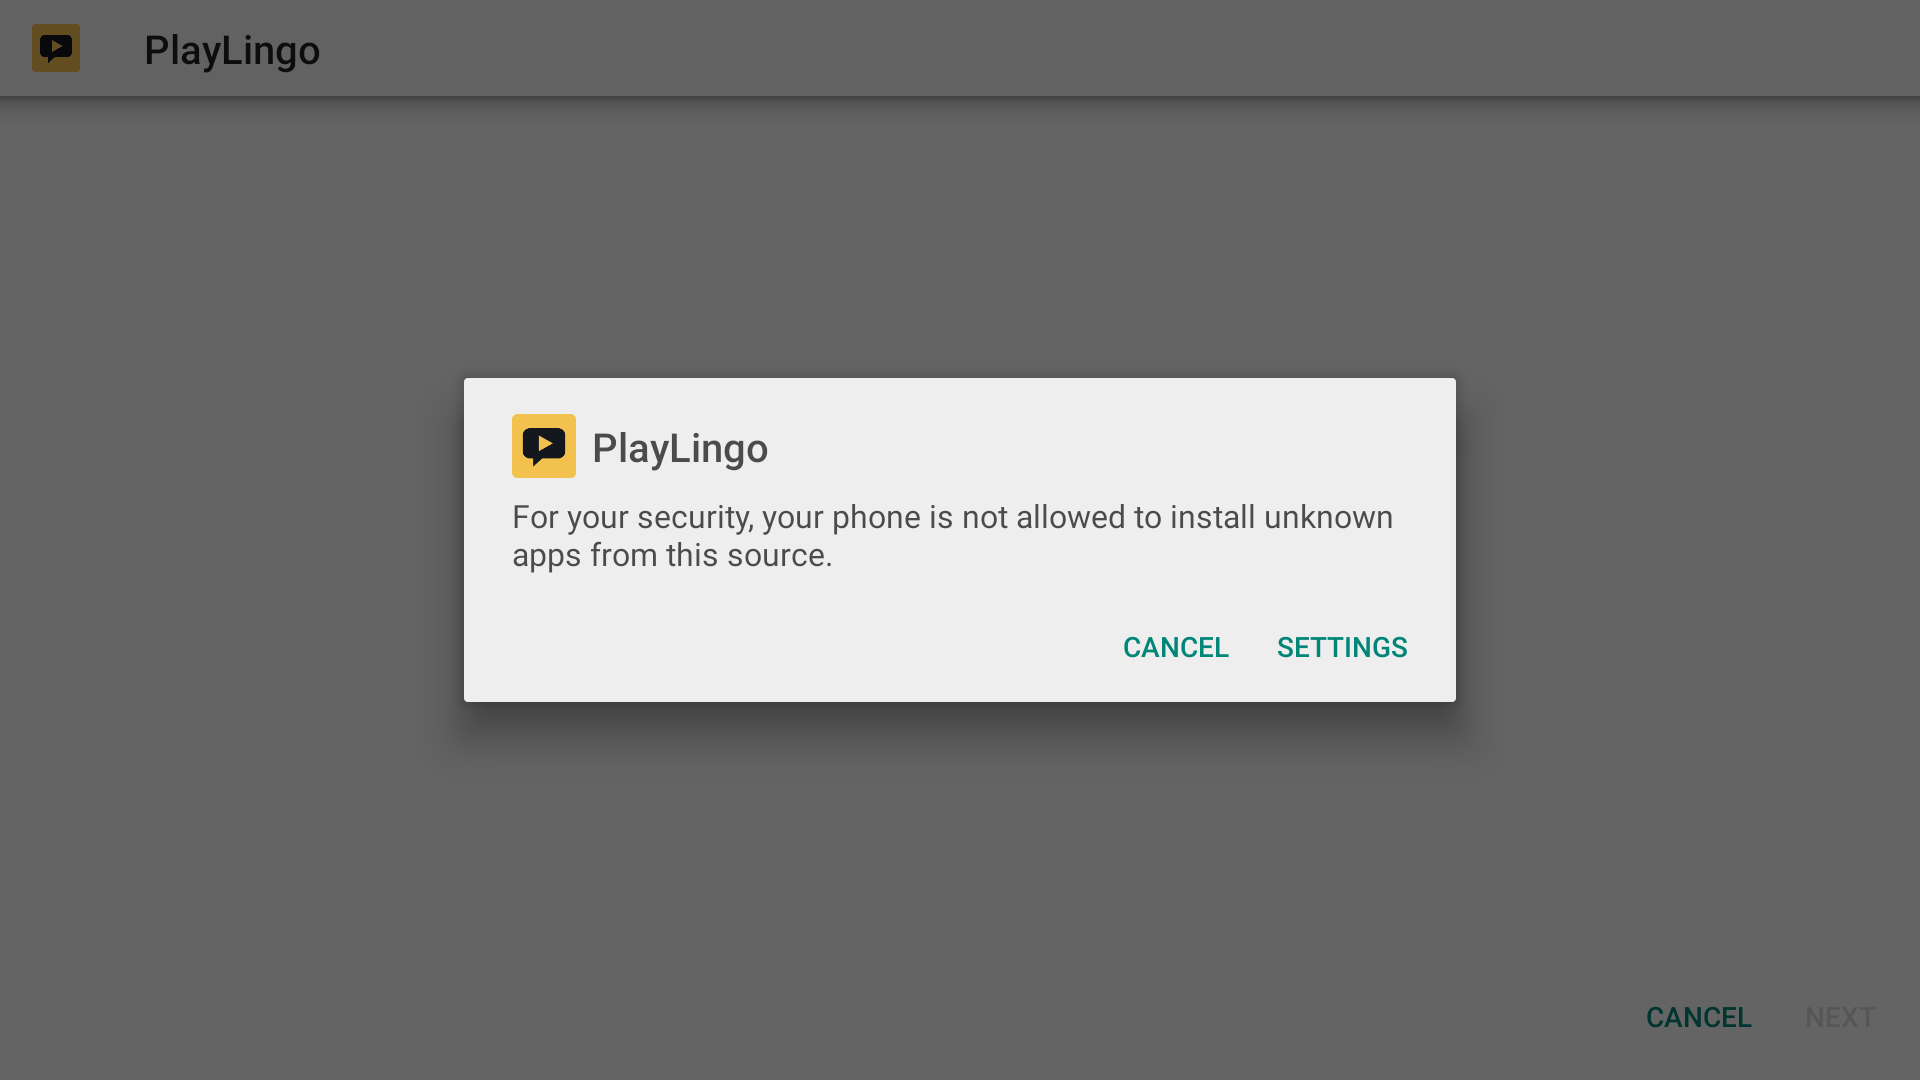 PlayLingo
PlayLingo
For your security, your phone is not allowed to install unknown
apps from this source.
CANCEL SETTINGS
CANCEL NEXT